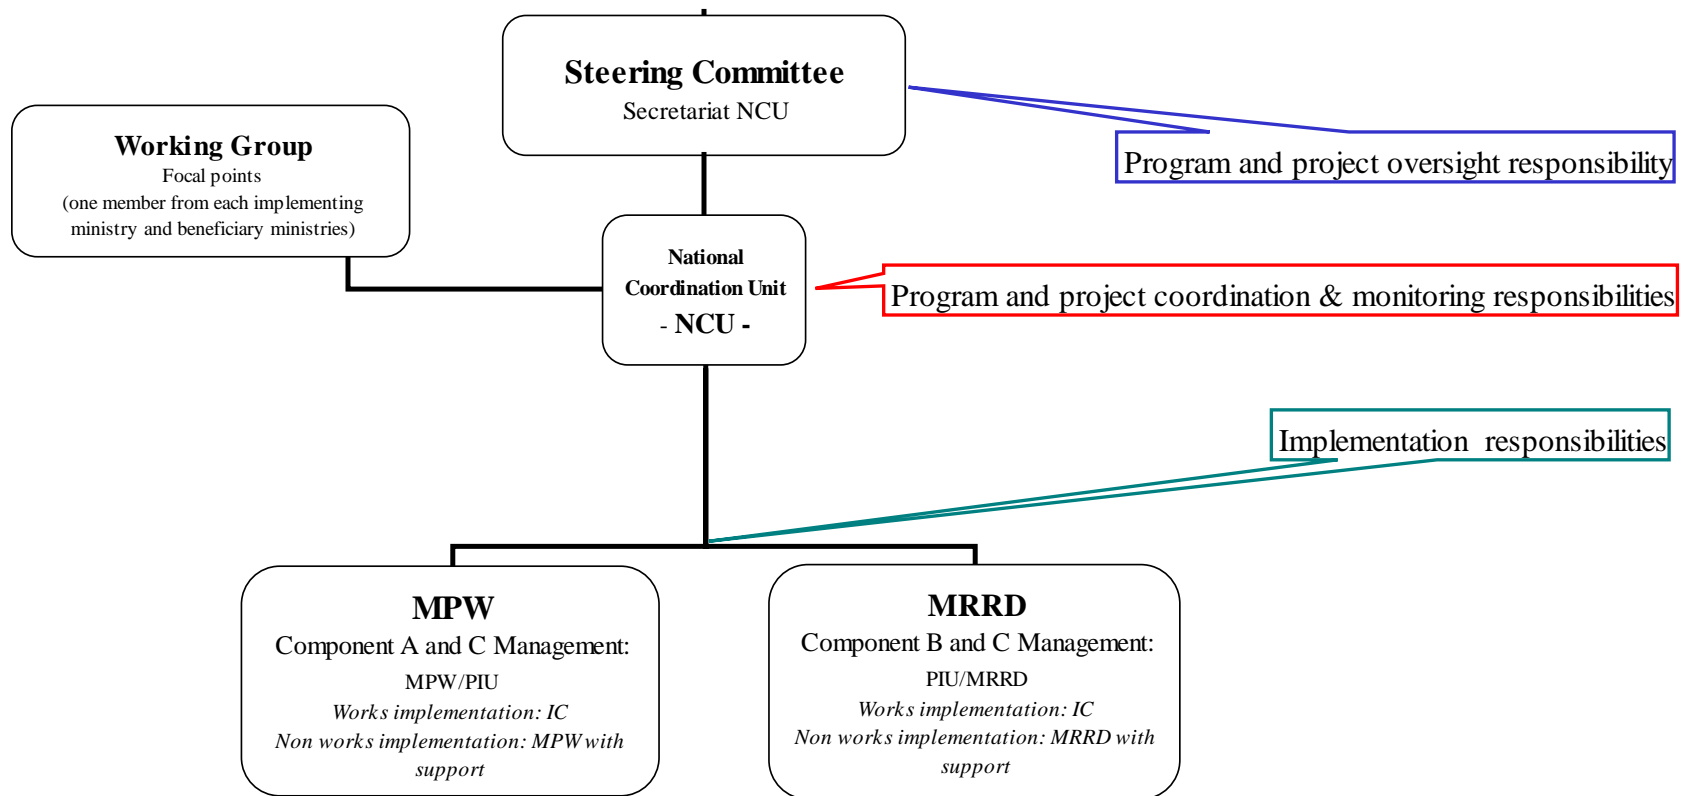 Steering Committee
Secretariat NCU
Working Group
Focal points
(one member from each implementing
ministry and beneficiary ministries)
Program and project oversight responsibility
National
Coordination Unit
- NCU -
Program and project coordination & monitoring responsibilities
Implementation responsibilities
MPW
Component A and C Management:
MPW/PIU
Works implementation: IC
Non works implementation: MPW with
support
MRRD
Component B and C Management:
PIU/MRRD
Works implementation: IC
Non works implementation: MRRD with
support